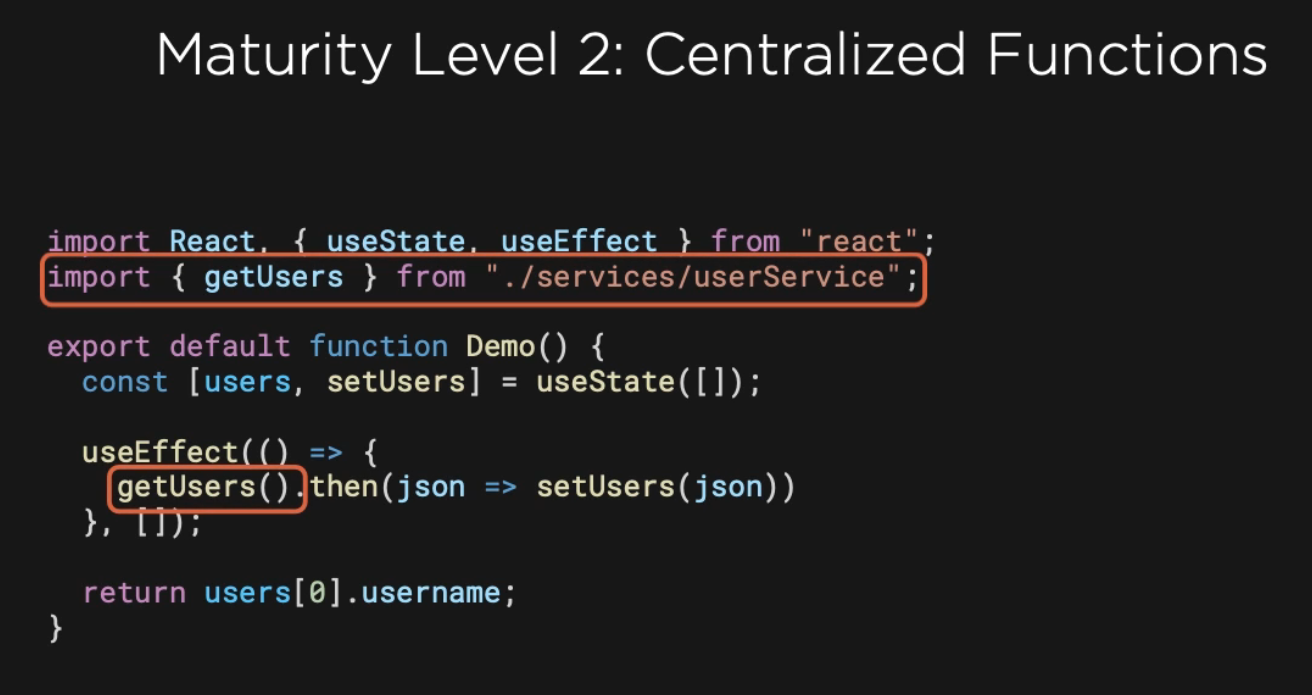 Maturity Level 2: Centralized Functions
import React, { useState, useEffect } from "react";
import { getUsers } from "./services/userService";
export default function Demo() {
const [users, setUsers] = useState([]);
useEffect(() => {
getUsers().then(json => setUsers(json))
}, []);
return users[0].username;
}